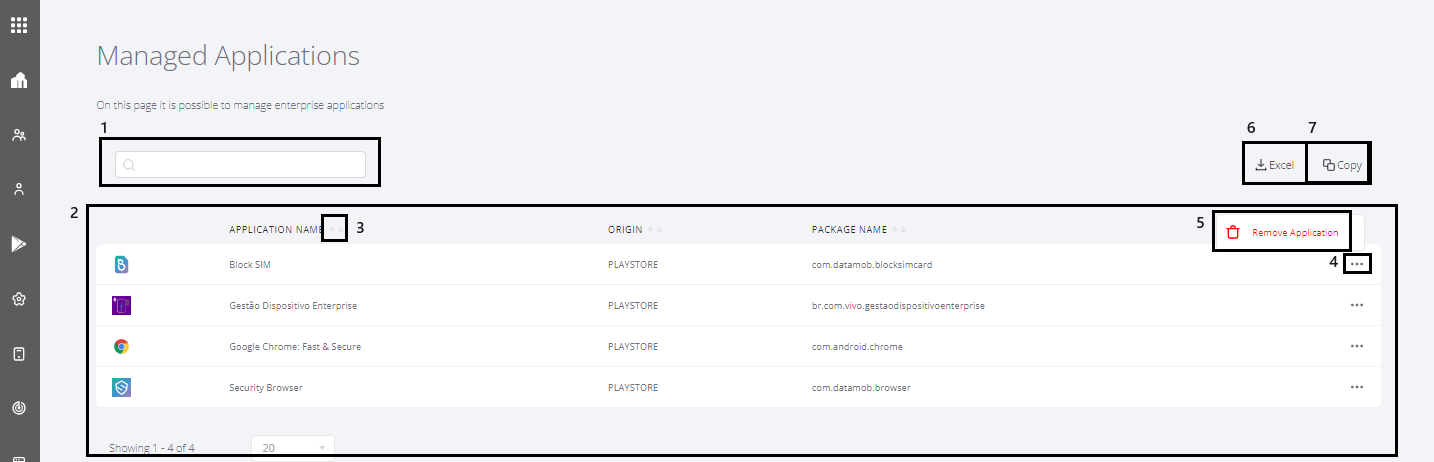 Managed Applications
On this page it is possible to manage enterprise applications
1
6 7
Excel Copy
2
APPLICATION NAME 3 ORIGIN PACKAGE NAME 5 Remove Application
Block SIM PLAYSTORE com.datamob.blocksimcard 4
Gestão Dispositivo Enterprise PLAYSTORE br.com.vivo.gestaodispositivoenterprise
Google Chrome: Fast & Secure PLAYSTORE com.android.chrome
Security Browser PLAYSTORE com.datamob.browser
Showing 1 - 4 of 4 20